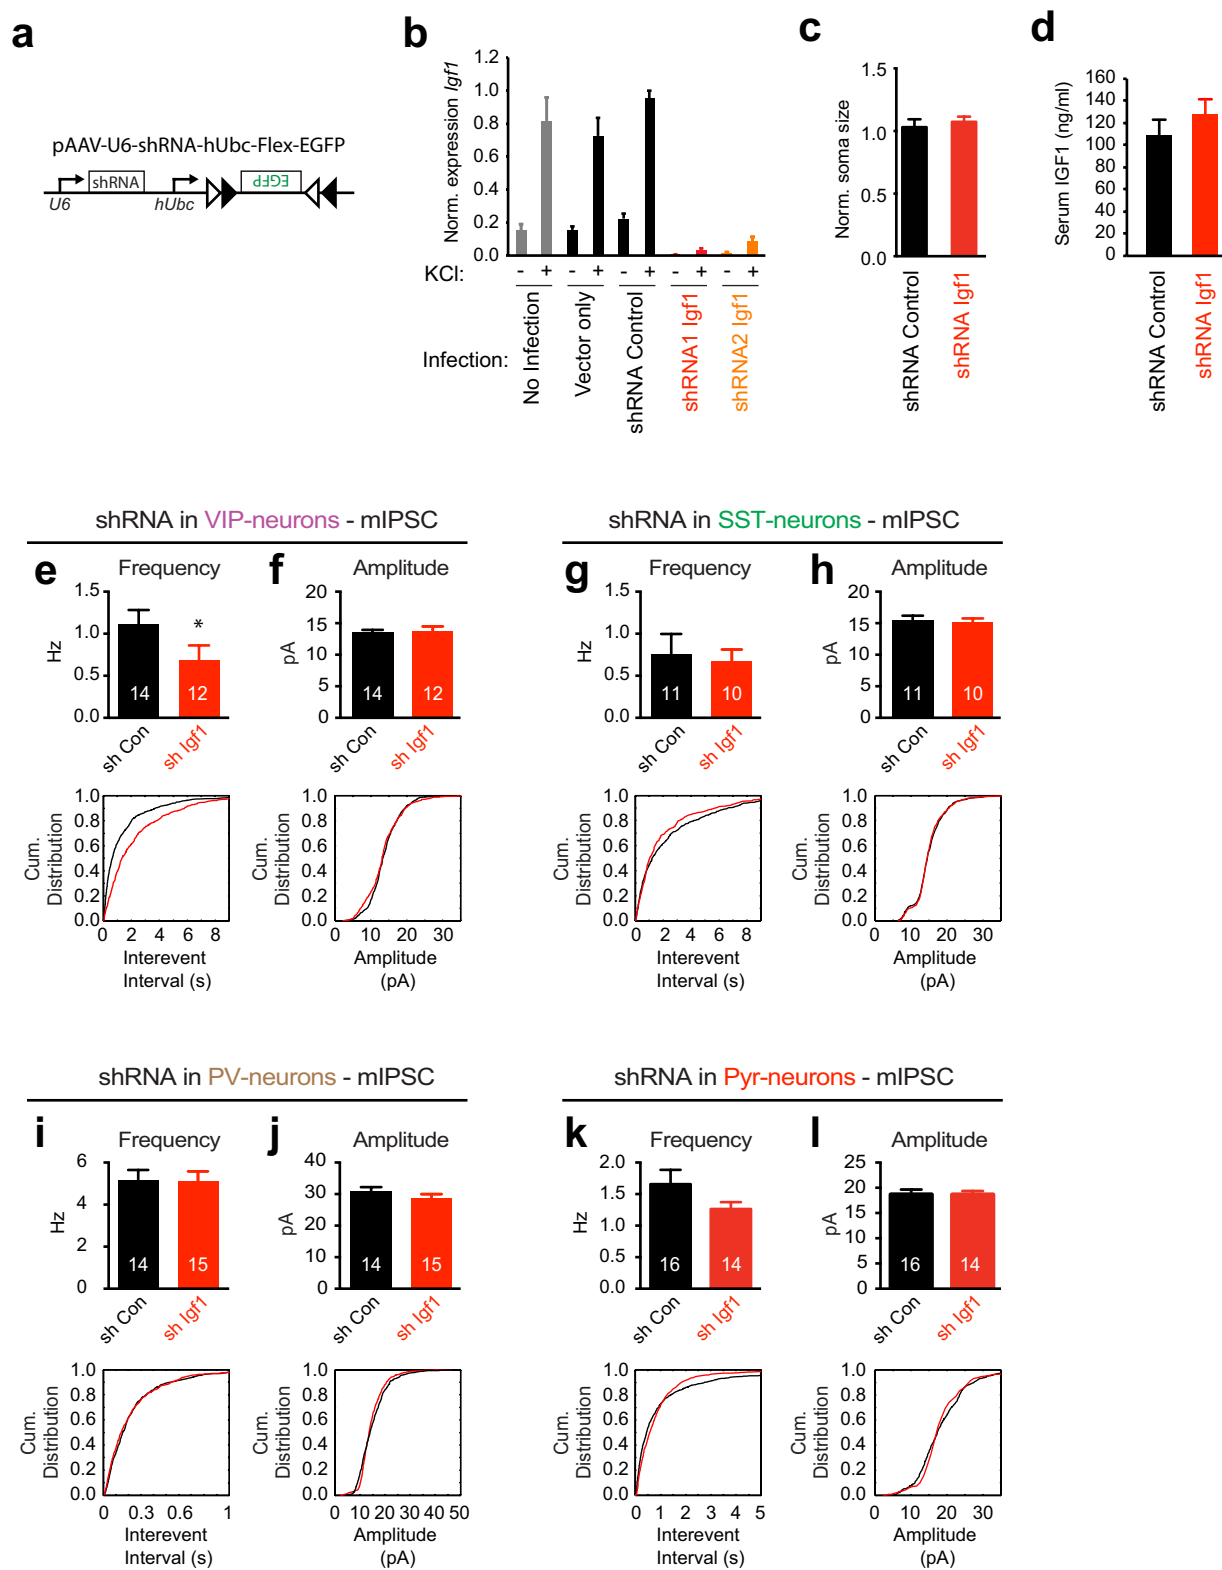 a
pAAV-U6-shRNA-hUbc-Flex-EGFP
shRNA
EGFP
U6
hUbc
b
Norm. expression Igf1
1.2
1.0
0.8
0.6
0.4
0.2
0.0
KCl: - + - + - + - + - +
Infection:
No Infection
Vector only
shRNA Control
shRNA1 Igf1
shRNA2 Igf1
c
Norm. soma size
1.5
1.0
0.5
0.0
shRNA Control
shRNA Igf1
d
Serum IGF1 (ng/ml)
160
140
120
100
80
60
40
20
0
shRNA Control
shRNA Igf1
shRNA in VIP-neurons - mIPSC
e
Frequency
Hz
1.5
1.0
0.5
0.0
*
14 12
sh Con
sh Igf1
Cum.
Distribution
1.0
0.8
0.6
0.4
0.2
0.0
0 2 4 6 8
Interevent
Interval (s)
f
Amplitude
pA
20
15
10
5
0
14 12
sh Con
sh Igf1
Cum.
Distribution
1.0
0.8
0.6
0.4
0.2
0.0
0 10 20 30
Amplitude
(pA)
shRNA in SST-neurons - mIPSC
g
Frequency
Hz
1.5
1.0
0.5
0.0
11 10
sh Con
sh Igf1
Cum.
Distribution
1.0
0.8
0.6
0.4
0.2
0.0
0 2 4 6 8
Interevent
Interval (s)
h
Amplitude
pA
20
15
10
5
0
11 10
sh Con
sh Igf1
Cum.
Distribution
1.0
0.8
0.6
0.4
0.2
0.0
0 10 20 30
Amplitude
(pA)
shRNA in PV-neurons - mIPSC
i
Frequency
Hz
6
4
2
0
14 15
sh Con
sh Igf1
Cum.
Distribution
1.0
0.8
0.6
0.4
0.2
0.0
0 0.3 0.6 1
Interevent
Interval (s)
j
Amplitude
pA
40
30
20
10
0
14 15
sh Con
sh Igf1
Cum.
Distribution
1.0
0.8
0.6
0.4
0.2
0.0
0 10 20 30 40 50
Amplitude
(pA)
shRNA in Pyr-neurons - mIPSC
k
Frequency
Hz
2.0
1.5
1.0
0.5
0.0
16 14
sh Con
sh Igf1
Cum.
Distribution
1.0
0.8
0.6
0.4
0.2
0.0
0 1 2 3 4 5
Interevent
Interval (s)
l
Amplitude
pA
25
20
15
10
5
0
16 14
sh Con
sh Igf1
Cum.
Distribution
1.0
0.8
0.6
0.4
0.2
0.0
0 10 20 30
Amplitude
(pA)